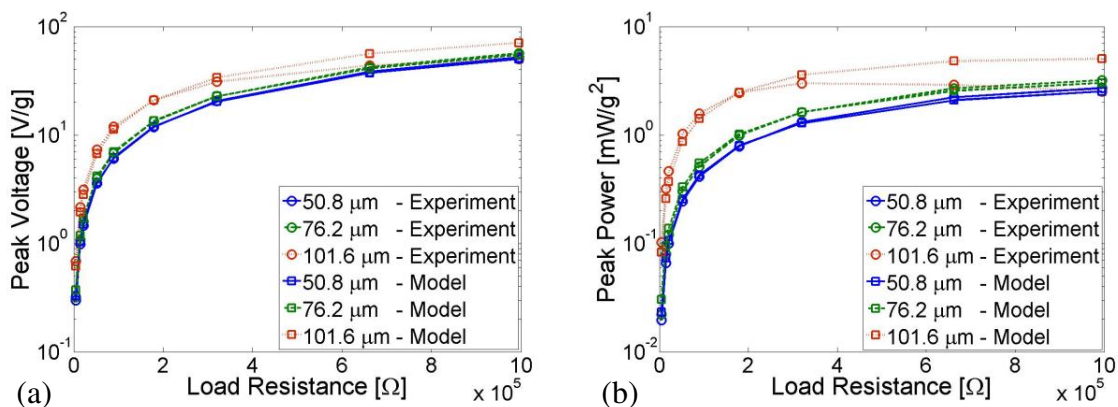 10^2
10^1
10^0
10^-1
Peak Voltage [V/g]
50.8 μm - Experiment
76.2 μm - Experiment
101.6 μm - Experiment
50.8 μm - Model
76.2 μm - Model
101.6 μm - Model
0 2 4 6 8 10
x 10^5
Load Resistance [Ω]
(a)
10^1
10^0
10^-1
10^-2
Peak Power [mW/g^2]
50.8 μm - Experiment
76.2 μm - Experiment
101.6 μm - Experiment
50.8 μm - Model
76.2 μm - Model
101.6 μm - Model
0 2 4 6 8 10
x 10^5
Load Resistance [Ω]
(b)